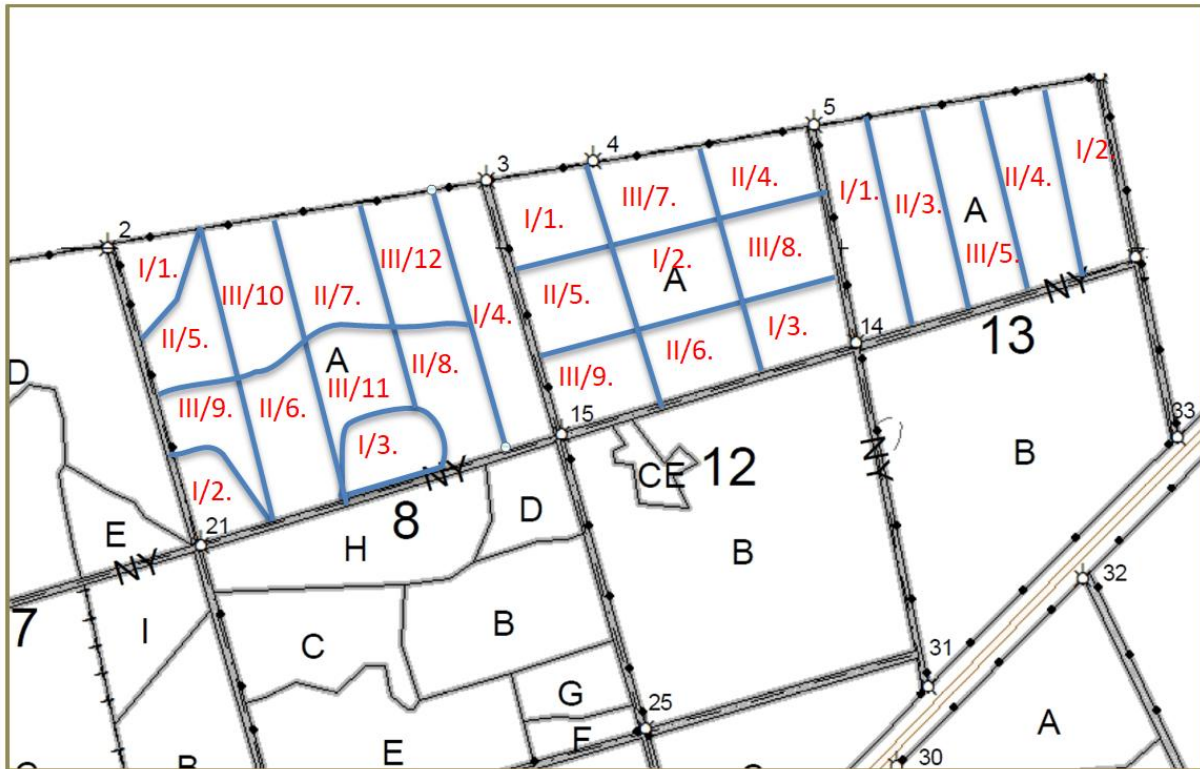 5
4
3
2
I/1.
III/7.
II/4.
I/1.
II/3.
A
II/4.
I/2.
III/5.
I/1.
III/10
II/7.
III/12
I/4.
II/5.
I/2.
A
III/8.
II/5.
A
III/9.
II/6.
III/11
II/8.
III/9.
II/6.
I/3.
14
NY
13
I/2.
I/3.
NY
15
CE
12
NY
B
33
D
E
21
NY
H
8
D
B
32
7
I
C
B
31
G
25
F
E
B
A
30